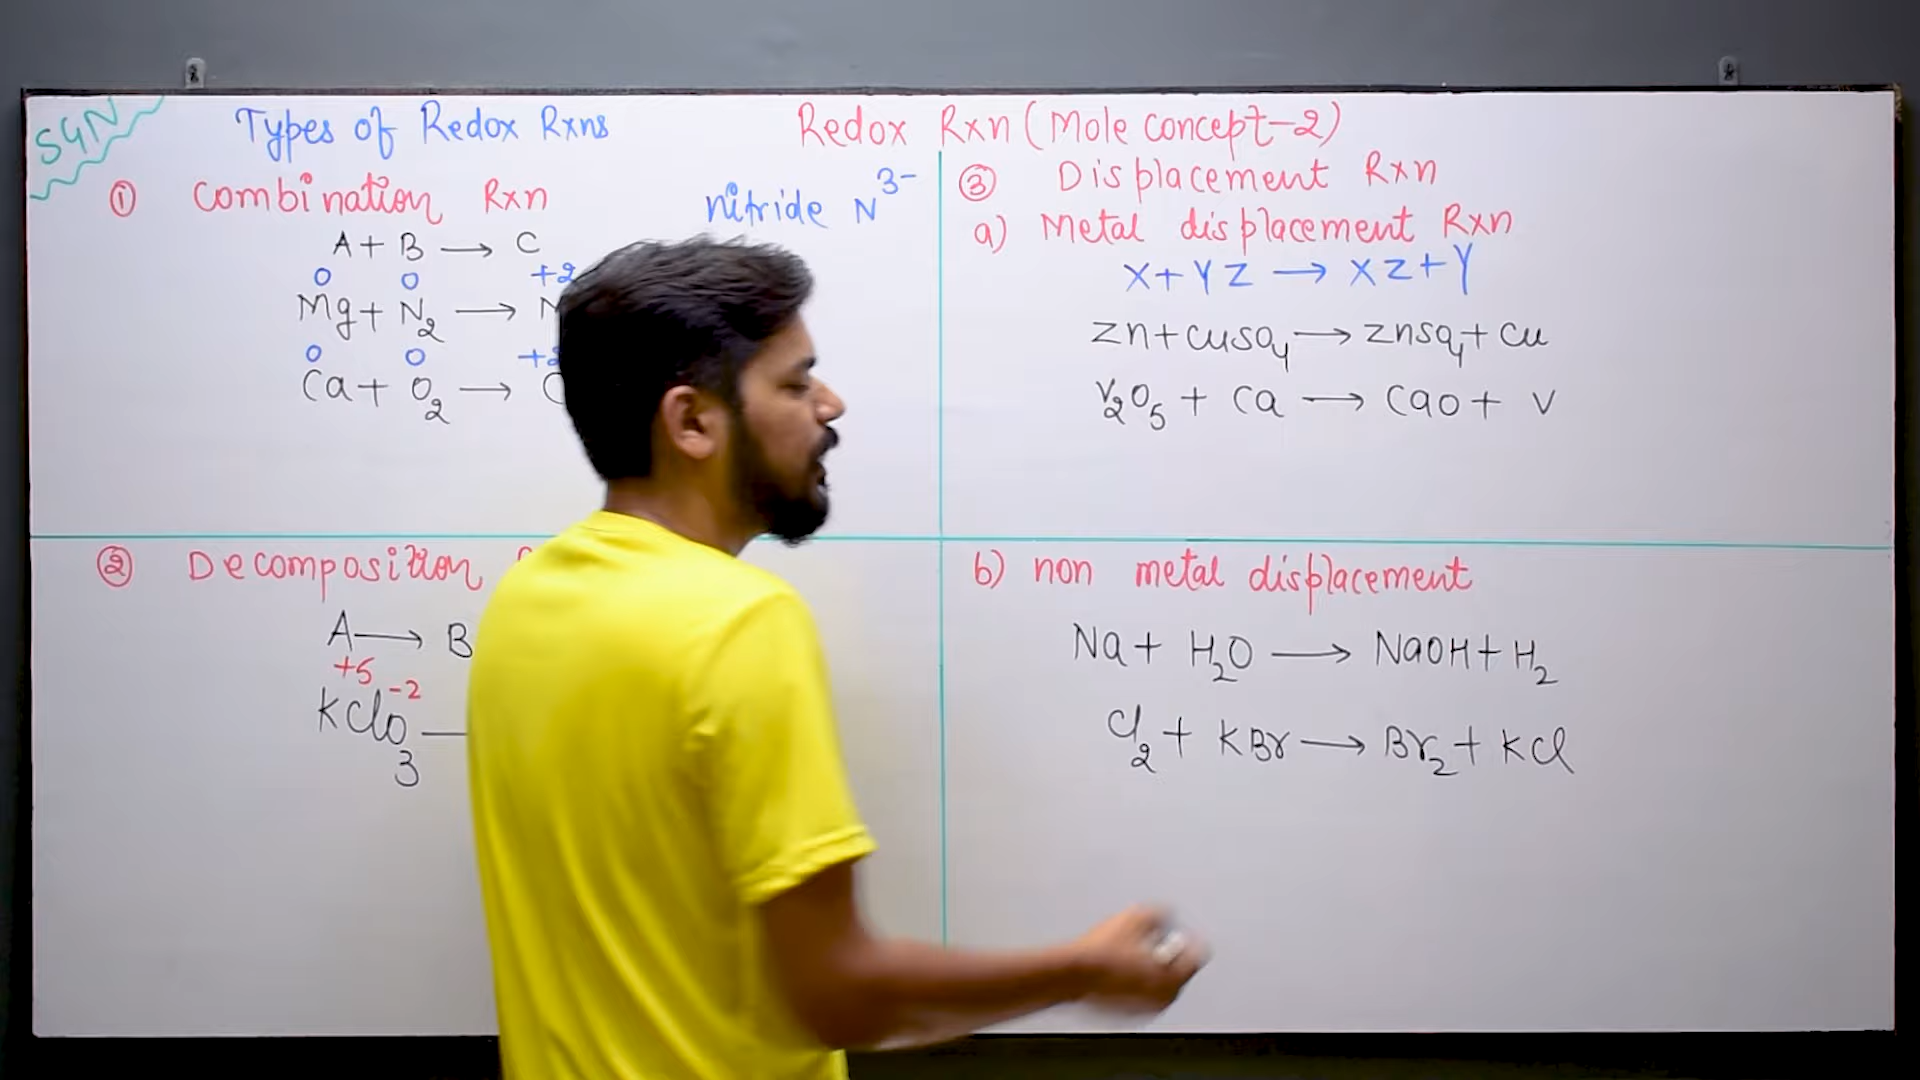 SGN
Types of Redox Rxns
Redox Rxn (Mole concept-2)
① Combination Rxn
nitride N³⁻
A + B ⟶ C
0 0 +2
Mg + N₂ ⟶
0 0
Ca + O₂ ⟶
② Decomposition
A ⟶ B
+5 -2
KClO₃
③ Displacement Rxn
a) Metal displacement Rxn
X + YZ ⟶ XZ + Y
Zn + CuSO₄ ⟶ ZnSO₄ + Cu
V₂O₅ + Ca ⟶ CaO + V
b) non metal displacement
Na + H₂O ⟶ NaOH + H₂
Cl₂ + KBr ⟶ Br₂ + KCl